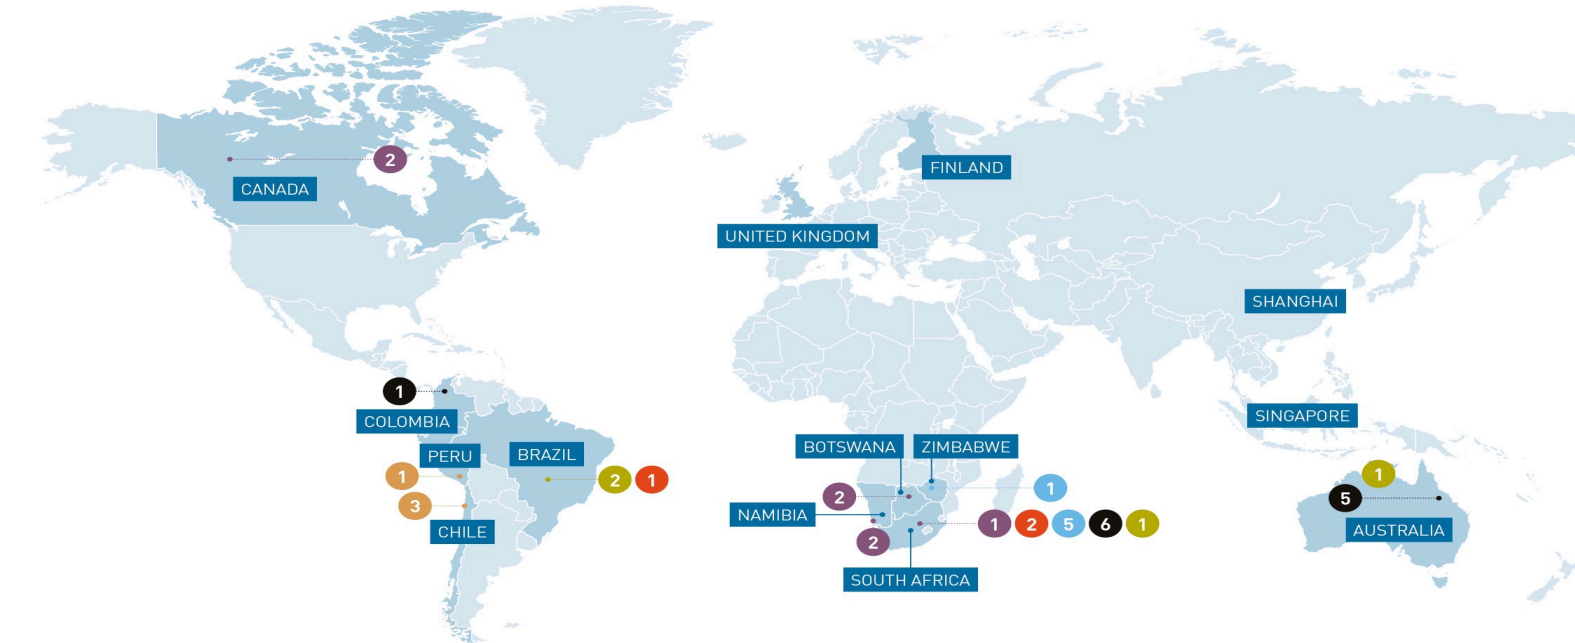 2
CANADA
FINLAND
UNITED KINGDOM
SHANGHAI
1
COLOMBIA
SINGAPORE
PERU
BRAZIL
BOTSWANA
ZIMBABWE
1
2 1
1
3
CHILE
2
1
NAMIBIA
1 2 5 6 1
2
SOUTH AFRICA
1
5
AUSTRALIA